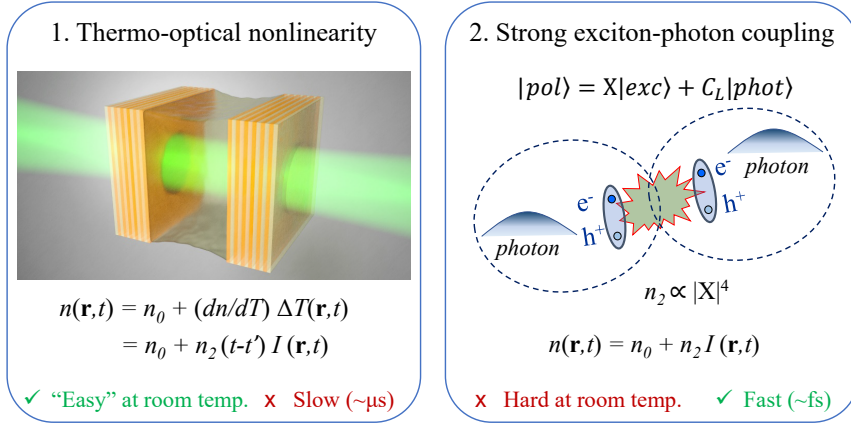 1. Thermo-optical nonlinearity
n(r,t) = n₀ + (dn/dT) ΔT(r,t)
= n₀ + n₂ (t-t') I (r,t)
✓ “Easy” at room temp. x Slow (~μs)
2. Strong exciton-photon coupling
|pol⟩ = X|exc⟩ + C_L|phot⟩
photon
e⁻
h⁺
e⁻
h⁺
photon
n₂ ∝ |X|⁴
n(r,t) = n₀ + n₂ I (r,t)
x Hard at room temp. ✓ Fast (~fs)